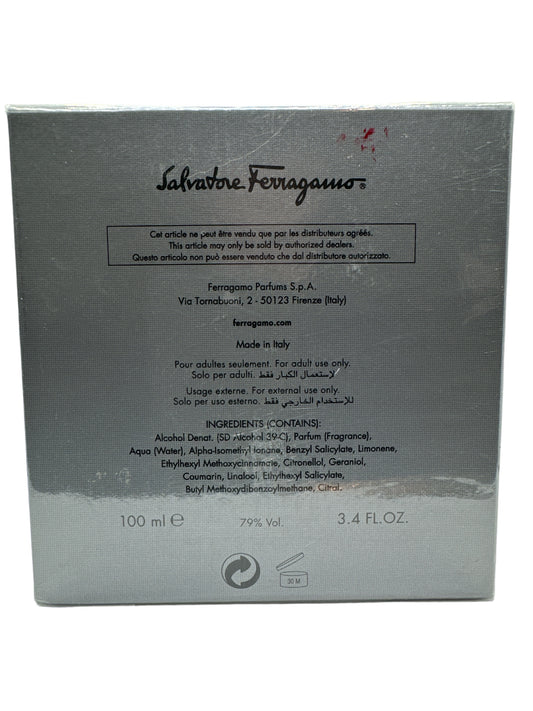 Salvatore Ferragamo®
Cet article ne peut être vendu que par les distributeurs agréés.
This article may only be sold by authorized dealers.
Questo articolo non può essere venduto che dal distributore autorizzato.
Ferragamo Parfums S.p.A.
Via Tornabuoni, 2 - 50123 Firenze (Italy)
ferragamo.com
Made in Italy
Pour adultes seulement. For adult use only.
Solo per adulti. لاستعمال الكبار فقط.
Usage externe. For external use only.
Solo per uso esterno. للإستخدام الخارجي فقط.
INGREDIENTS (CONTAINS):
Alcohol Denat. (SD Alcohol 39-C), Parfum (Fragrance),
Aqua (Water), Alpha-Isomethyl Ionone, Benzyl Salicylate, Limonene,
Ethylhexyl Methoxycinnamate, Citronellol, Geraniol,
Coumarin, Linalool, Ethylhexyl Salicylate,
Butyl Methoxydibenzoylmethane, Citral.
100 ml ℮ 79% Vol. 3.4 FL.OZ.
30 M